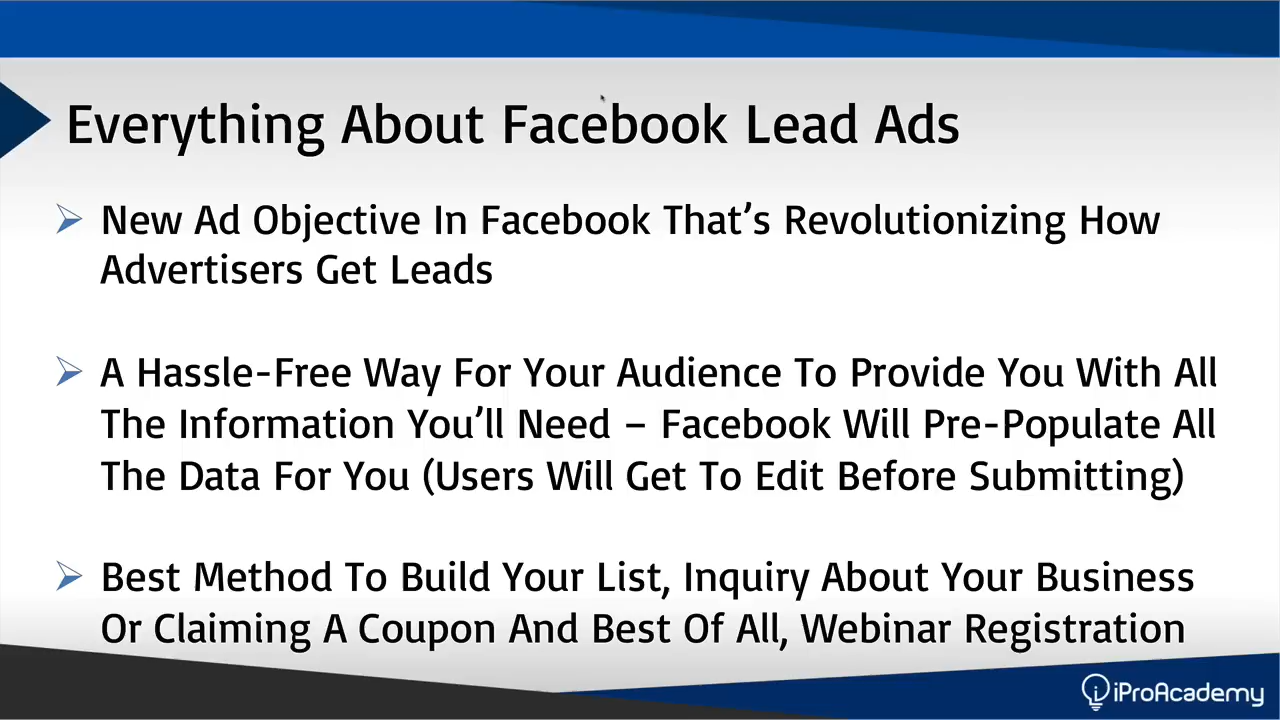 Everything About Facebook Lead Ads
New Ad Objective In Facebook That’s Revolutionizing How
Advertisers Get Leads
A Hassle-Free Way For Your Audience To Provide You With All
The Information You’ll Need – Facebook Will Pre-Populate All
The Data For You (Users Will Get To Edit Before Submitting)
Best Method To Build Your List, Inquiry About Your Business
Or Claiming A Coupon And Best Of All, Webinar Registration
iProAcademy